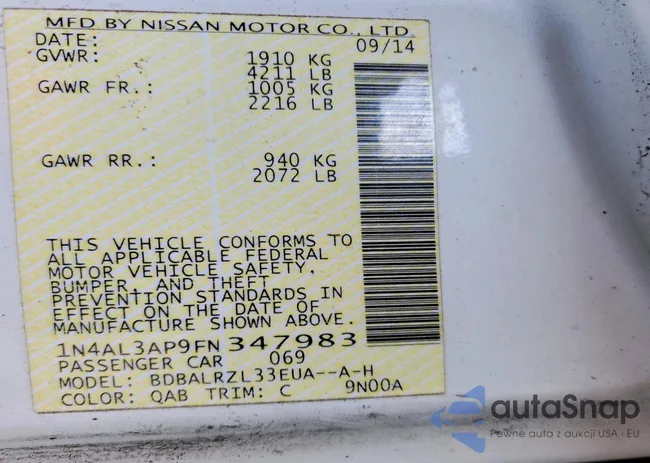 MFD BY NISSAN MOTOR CO., LTD.
DATE: 09/14
GVWR: 1910 KG
4211 LB
GAWR FR.: 1005 KG
2216 LB
GAWR RR.: 940 KG
2072 LB
THIS VEHICLE CONFORMS TO
ALL APPLICABLE FEDERAL
MOTOR VEHICLE SAFETY,
BUMPER, AND THEFT
PREVENTION STANDARDS IN
EFFECT ON THE DATE OF
MANUFACTURE SHOWN ABOVE.
1N4AL3AP9FN347983
PASSENGER CAR 069
MODEL: BDBALRZL33EUA--A-H
COLOR: QAB TRIM: C 9N00A
autaSnap
Pewne auta z aukcji USA i EU